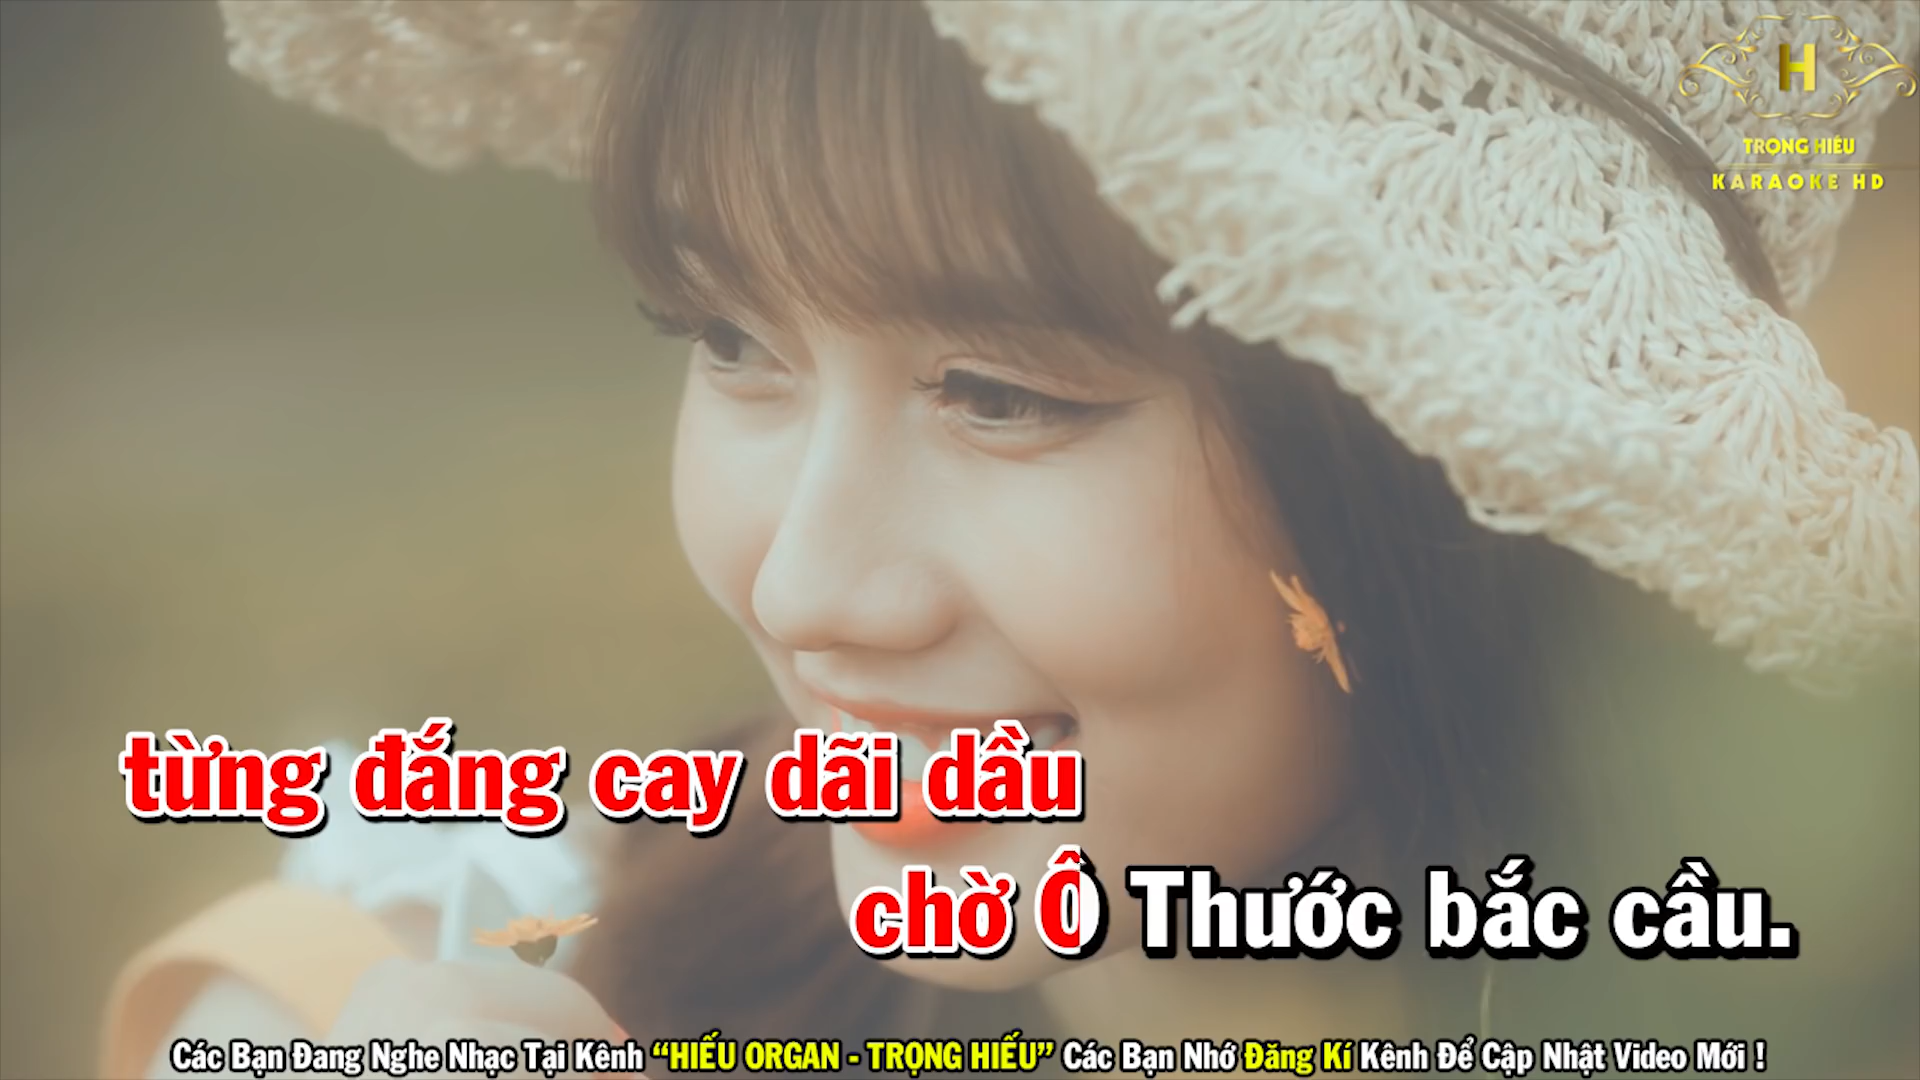 H
TRỌNG HIẾU
KARAOKE HD
từng đắng cay dãi dầu
chờ Ô Thước bắc cầu.
Các Bạn Đang Nghe Nhạc Tại Kênh “HIẾU ORGAN - TRỌNG HIẾU” Các Bạn Nhớ Đăng Kí Kênh Để Cập Nhật Video Mới !